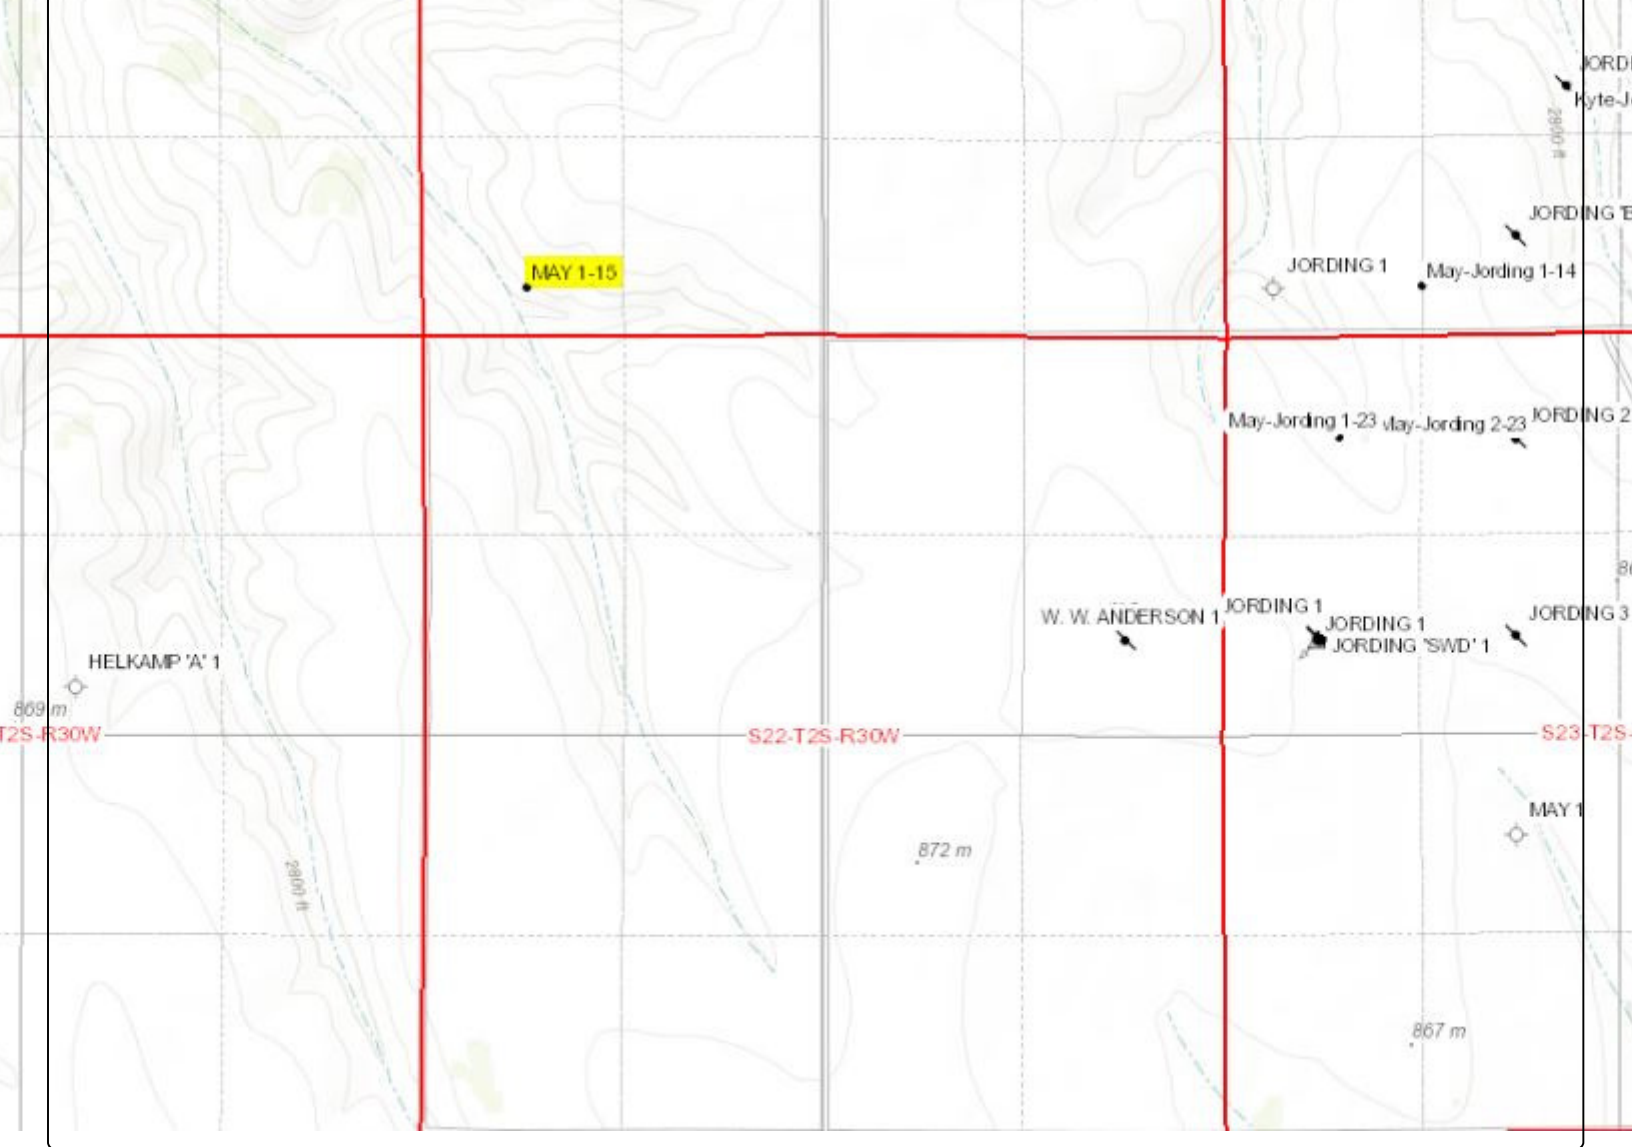 JORDI
Kyte-J
2800 ft
JORDING "B
MAY 1-15
JORDING 1
May-Jording 1-14
May-Jording 1-23
May-Jording 2-23
JORDING 2
W. W. ANDERSON 1
JORDING 1
JORDING 1
JORDING "SWD" 1
JORDING 3
HELKAMP 'A' 1
869 m
T2S-R30W
S22-T2S-R30W
S23-T2S-
MAY 1
872 m
2800 ft
867 m